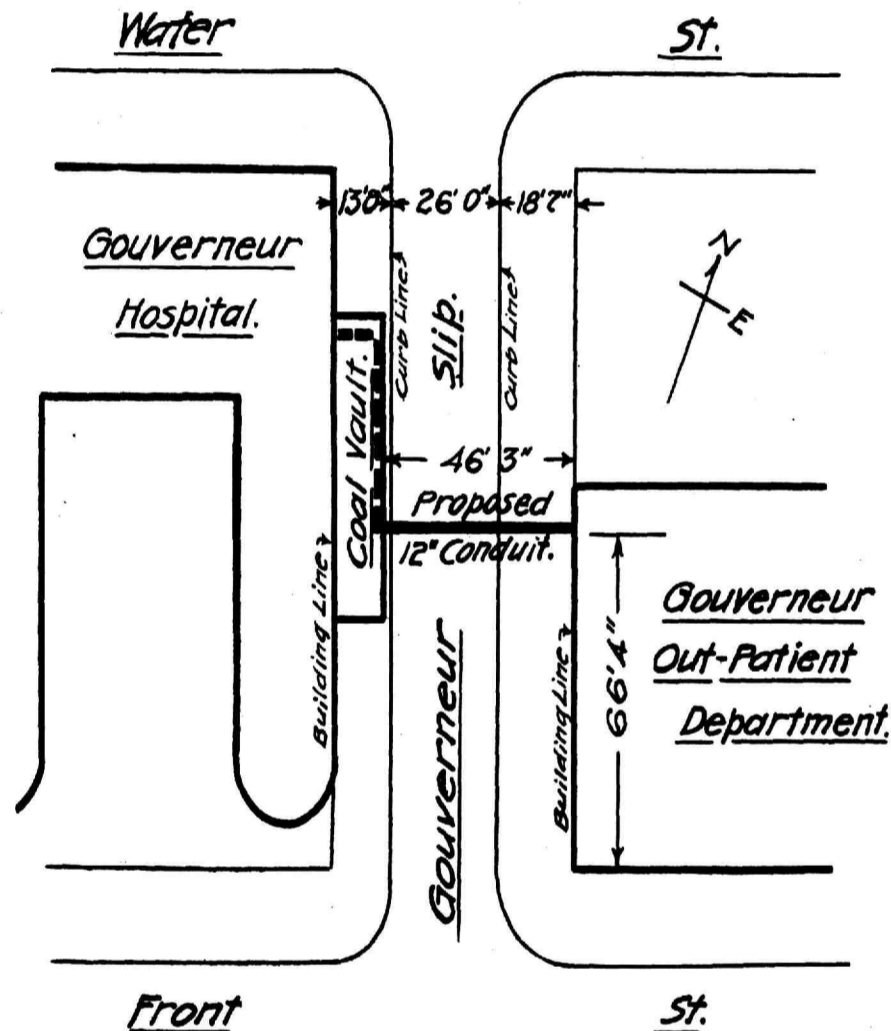 Water St.
13'0" 26' 0" 18'7"
Gouverneur
Hospital.
N
E
Curb Line
Slip.
Curb Line
Coal Vault.
46' 3"
Proposed
12" Conduit.
Building Line
Gouverneur
Building Line
66'4"
Gouverneur
Out-Patient
Department.
Front St.